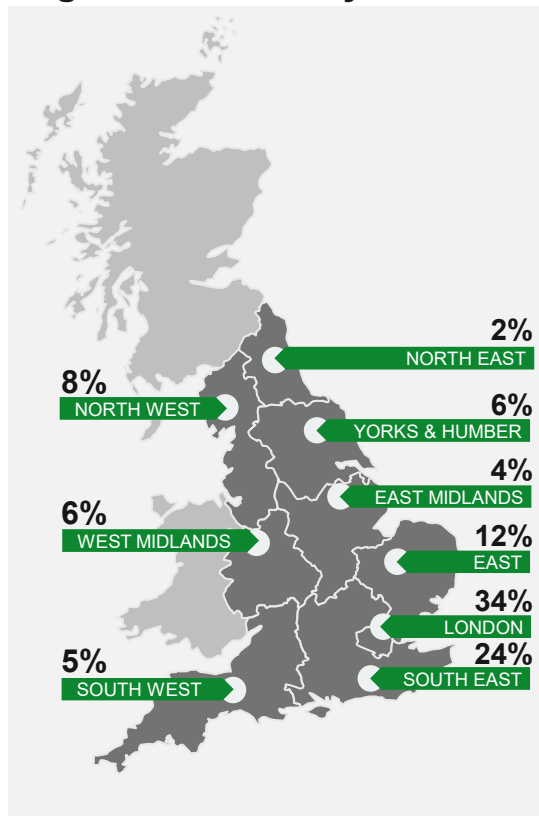 2%
NORTH EAST
8%
NORTH WEST
6%
YORKS & HUMBER
4%
EAST MIDLANDS
6%
WEST MIDLANDS
12%
EAST
34%
LONDON
5%
SOUTH WEST
24%
SOUTH EAST